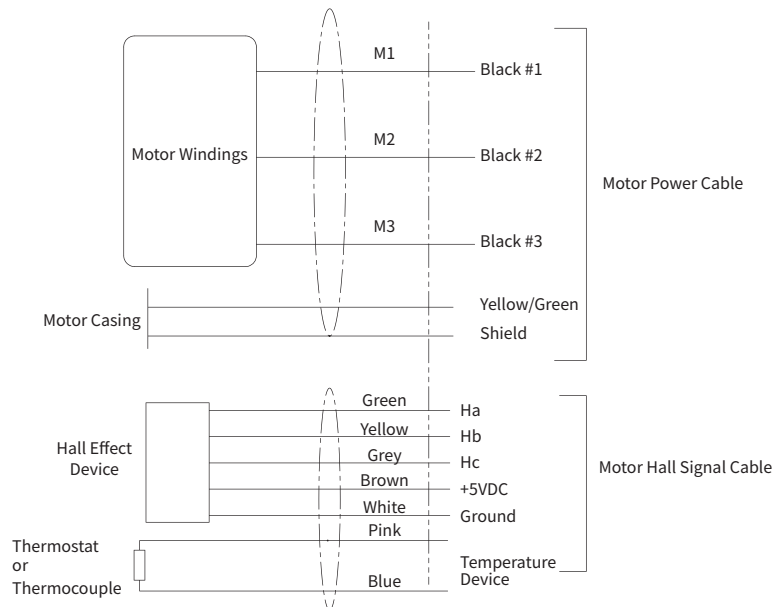 M1
Black #1
Motor Windings
M2
Black #2
Motor Power Cable
M3
Black #3
Motor Casing
Yellow/Green
Shield
Green
Ha
Yellow
Hb
Hall Effect
Device
Grey
Hc
Motor Hall Signal Cable
Brown
+5VDC
White
Ground
Pink
Thermostat
or
Thermocouple
Temperature
Device
Blue